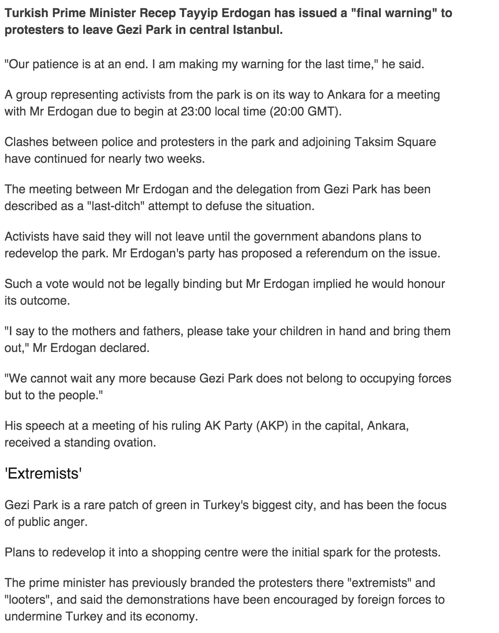 Turkish Prime Minister Recep Tayyip Erdogan has issued a "final warning" to
protesters to leave Gezi Park in central Istanbul.
"Our patience is at an end. I am making my warning for the last time," he said.
A group representing activists from the park is on its way to Ankara for a meeting
with Mr Erdogan due to begin at 23:00 local time (20:00 GMT).
Clashes between police and protesters in the park and adjoining Taksim Square
have continued for nearly two weeks.
The meeting between Mr Erdogan and the delegation from Gezi Park has been
described as a "last-ditch" attempt to defuse the situation.
Activists have said they will not leave until the government abandons plans to
redevelop the park. Mr Erdogan's party has proposed a referendum on the issue.
Such a vote would not be legally binding but Mr Erdogan implied he would honour
its outcome.
"I say to the mothers and fathers, please take your children in hand and bring them
out," Mr Erdogan declared.
"We cannot wait any more because Gezi Park does not belong to occupying forces
but to the people."
His speech at a meeting of his ruling AK Party (AKP) in the capital, Ankara,
received a standing ovation.
'Extremists'
Gezi Park is a rare patch of green in Turkey's biggest city, and has been the focus
of public anger.
Plans to redevelop it into a shopping centre were the initial spark for the protests.
The prime minister has previously branded the protesters there "extremists" and
"looters", and said the demonstrations have been encouraged by foreign forces to
undermine Turkey and its economy.